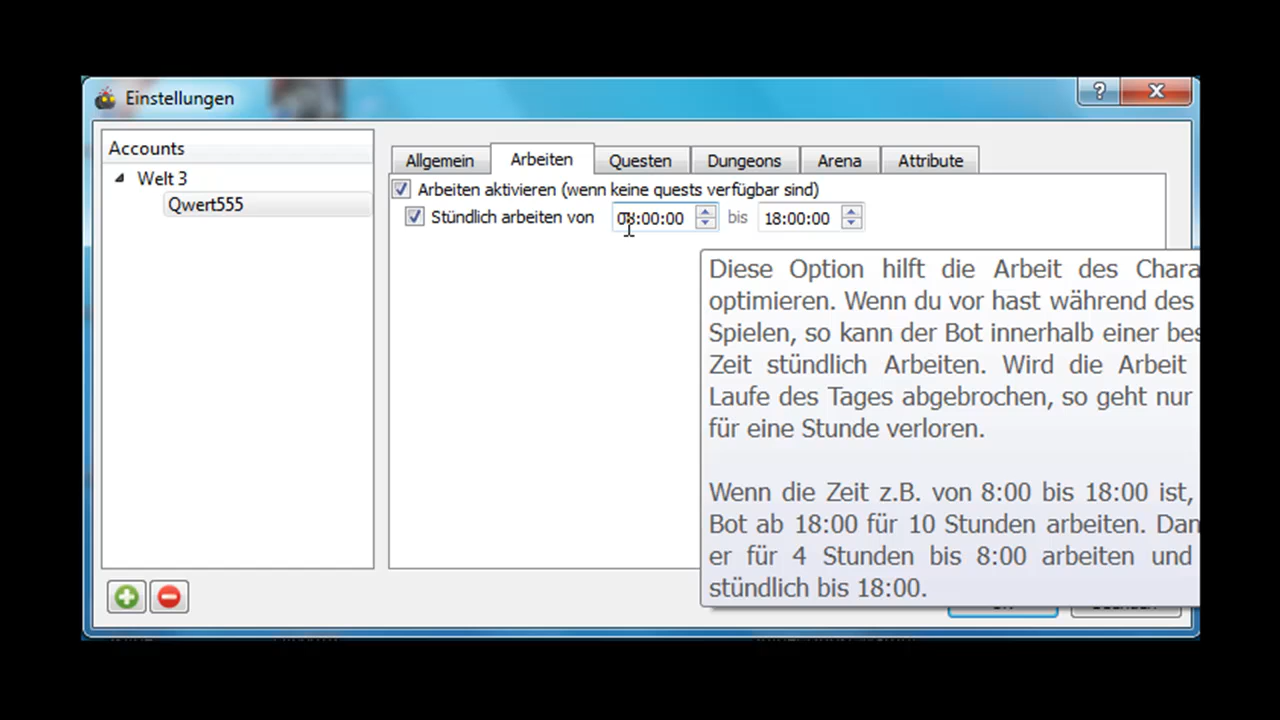 Einstellungen
?
Accounts
Welt 3
Qwert555
Allgemein Arbeiten Questen Dungeons Arena Attribute
Arbeiten aktivieren (wenn keine quests verfügbar sind)
Stündlich arbeiten von 08:00:00 bis 18:00:00
Diese Option hilft die Arbeit des Chara
optimieren. Wenn du vor hast während des
Spielen, so kann der Bot innerhalb einer bes
Zeit stündlich Arbeiten. Wird die Arbeit
Laufe des Tages abgebrochen, so geht nur
für eine Stunde verloren.
Wenn die Zeit z.B. von 8:00 bis 18:00 ist,
Bot ab 18:00 für 10 Stunden arbeiten. Dan
er für 4 Stunden bis 8:00 arbeiten und
stündlich bis 18:00.